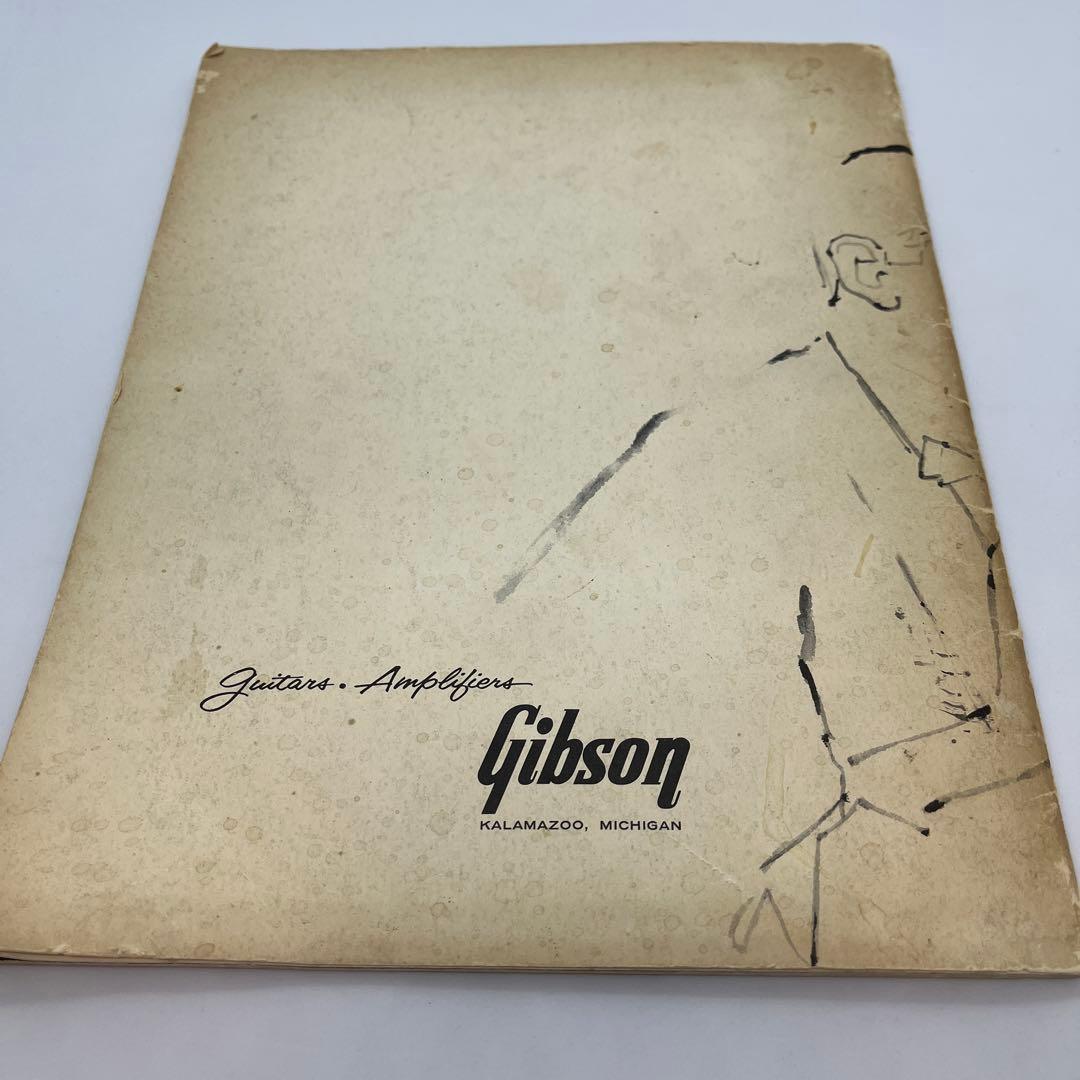 Guitars • Amplifiers
Gibson
KALAMAZOO, MICHIGAN